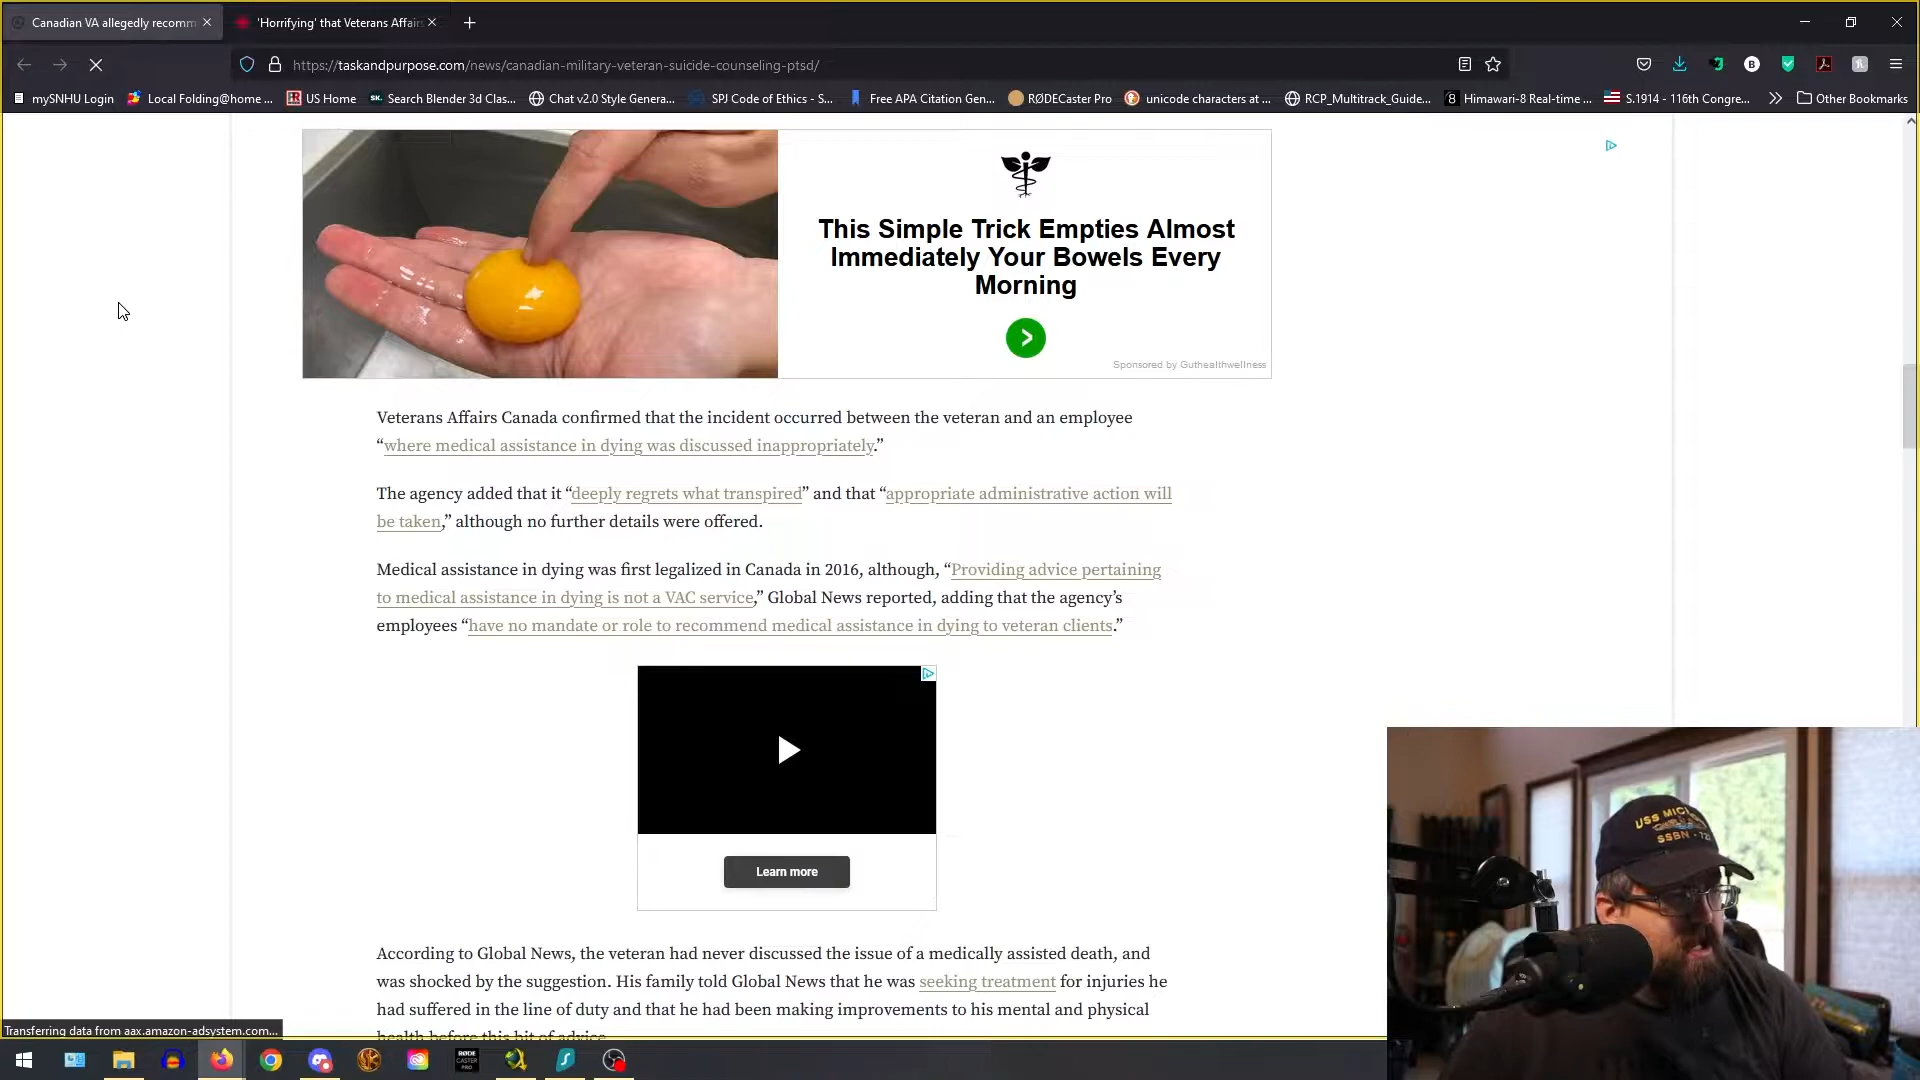 Canadian VA allegedly recomm
'Horrifying' that Veterans Affairs
https://taskandpurpose.com/news/canadian-military-veteran-suicide-counseling-ptsd/
mySNHU Login
Local Folding@home ...
US Home
Search Blender 3d Clas...
Chat v2.0 Style Genera...
SPJ Code of Ethics - S...
Free APA Citation Gen...
RØDECaster Pro
unicode characters at ...
RCP_Multitrack_Guide...
Himawari-8 Real-time ...
S.1914 - 116th Congre...
Other Bookmarks
This Simple Trick Empties Almost
Immediately Your Bowels Every
Morning
Sponsored by Guthealthwellness
Veterans Affairs Canada confirmed that the incident occurred between the veteran and an employee
“where medical assistance in dying was discussed inappropriately.”
The agency added that it “deeply regrets what transpired” and that “appropriate administrative action will
be taken,” although no further details were offered.
Medical assistance in dying was first legalized in Canada in 2016, although, “Providing advice pertaining
to medical assistance in dying is not a VAC service,” Global News reported, adding that the agency’s
employees “have no mandate or role to recommend medical assistance in dying to veteran clients.”
Learn more
According to Global News, the veteran had never discussed the issue of a medically assisted death, and
was shocked by the suggestion. His family told Global News that he was seeking treatment for injuries he
had suffered in the line of duty and that he had been making improvements to his mental and physical
health before this bit of advice.
Transferring data from aax.amazon-adsystem.com...
USS MIC
SSBN - 72
RØDE
CASTER
PRO